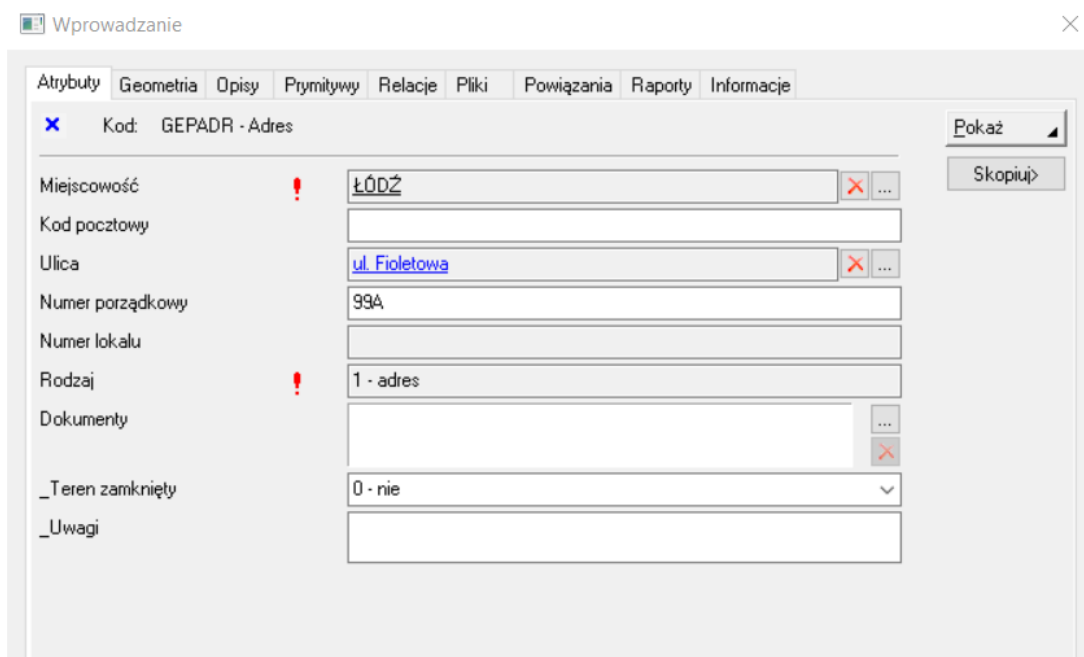 Wprowadzanie
Atrybuty Geometria Opisy Prymitywy Relacje Pliki Powiązania Raporty Informacje
Kod: GEPADR - Adres
Pokaż
Skopiuj>
Miejscowość ŁÓDŹ ...
Kod pocztowy
Ulica ul. Fioletowa ...
Numer porządkowy 99A
Numer lokalu
Rodzaj 1 - adres
Dokumenty ...
_Teren zamknięty 0 - nie
_Uwagi